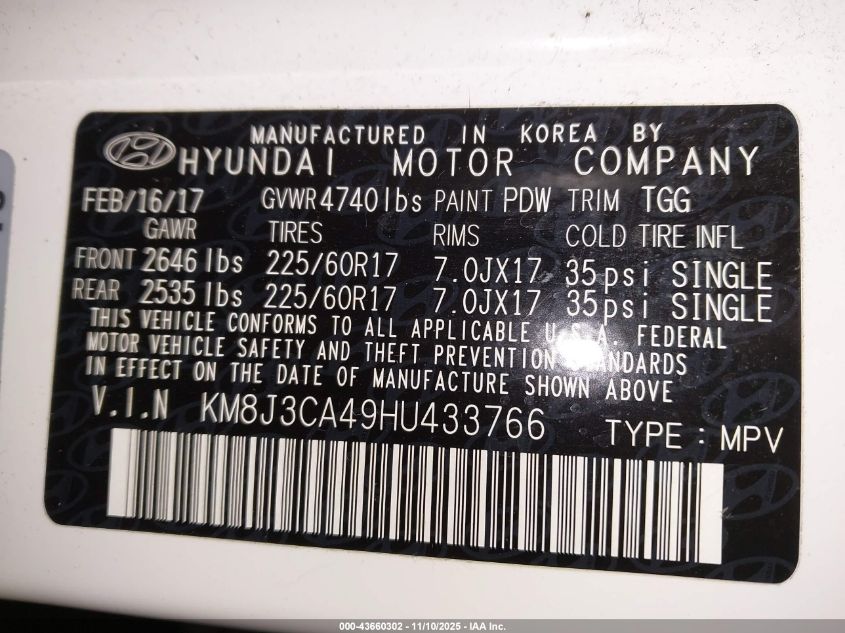 MANUFACTURED IN KOREA BY
HYUNDAI MOTOR COMPANY
FEB/16/17 GVWR 4740lbs PAINT PDW TRIM TGG
GAWR TIRES RIMS COLD TIRE INFL
FRONT 2646 lbs 225/60R17 7.0JX17 35psi SINGLE
REAR 2535 lbs 225/60R17 7.0JX17 35psi SINGLE
THIS VEHICLE CONFORMS TO ALL APPLICABLE U.S.A. FEDERAL
MOTOR VEHICLE SAFETY AND THEFT PREVENTION STANDARDS
IN EFFECT ON THE DATE OF MANUFACTURE SHOWN ABOVE
V.I.N KM8J3CA49HU433766 TYPE : MPV
000-43660302 - 11/10/2025 - IAA Inc.